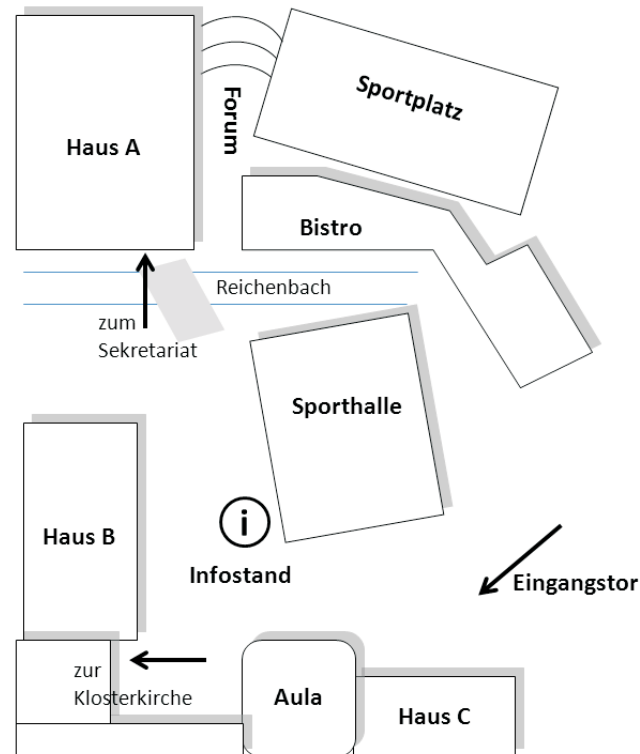 Sportplatz
Forum
Haus A
Bistro
Reichenbach
zum
Sekretariat
Sporthalle
i
Haus B
Infostand
Eingangstor
zur
Klosterkirche
Aula
Haus C